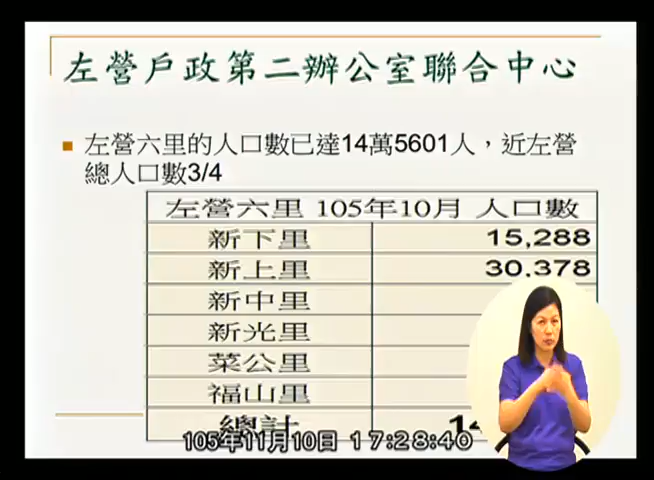 左營戶政第二辦公室聯合中心
左營六里的人口數已達14萬5601人，近左營
總人口數3/4
左營六里 105年10月 人口數
新下里 15,288
新上里 30,378
新中里
新光里
菜公里
福山里
總計 14
105年11月10日 17:28:40